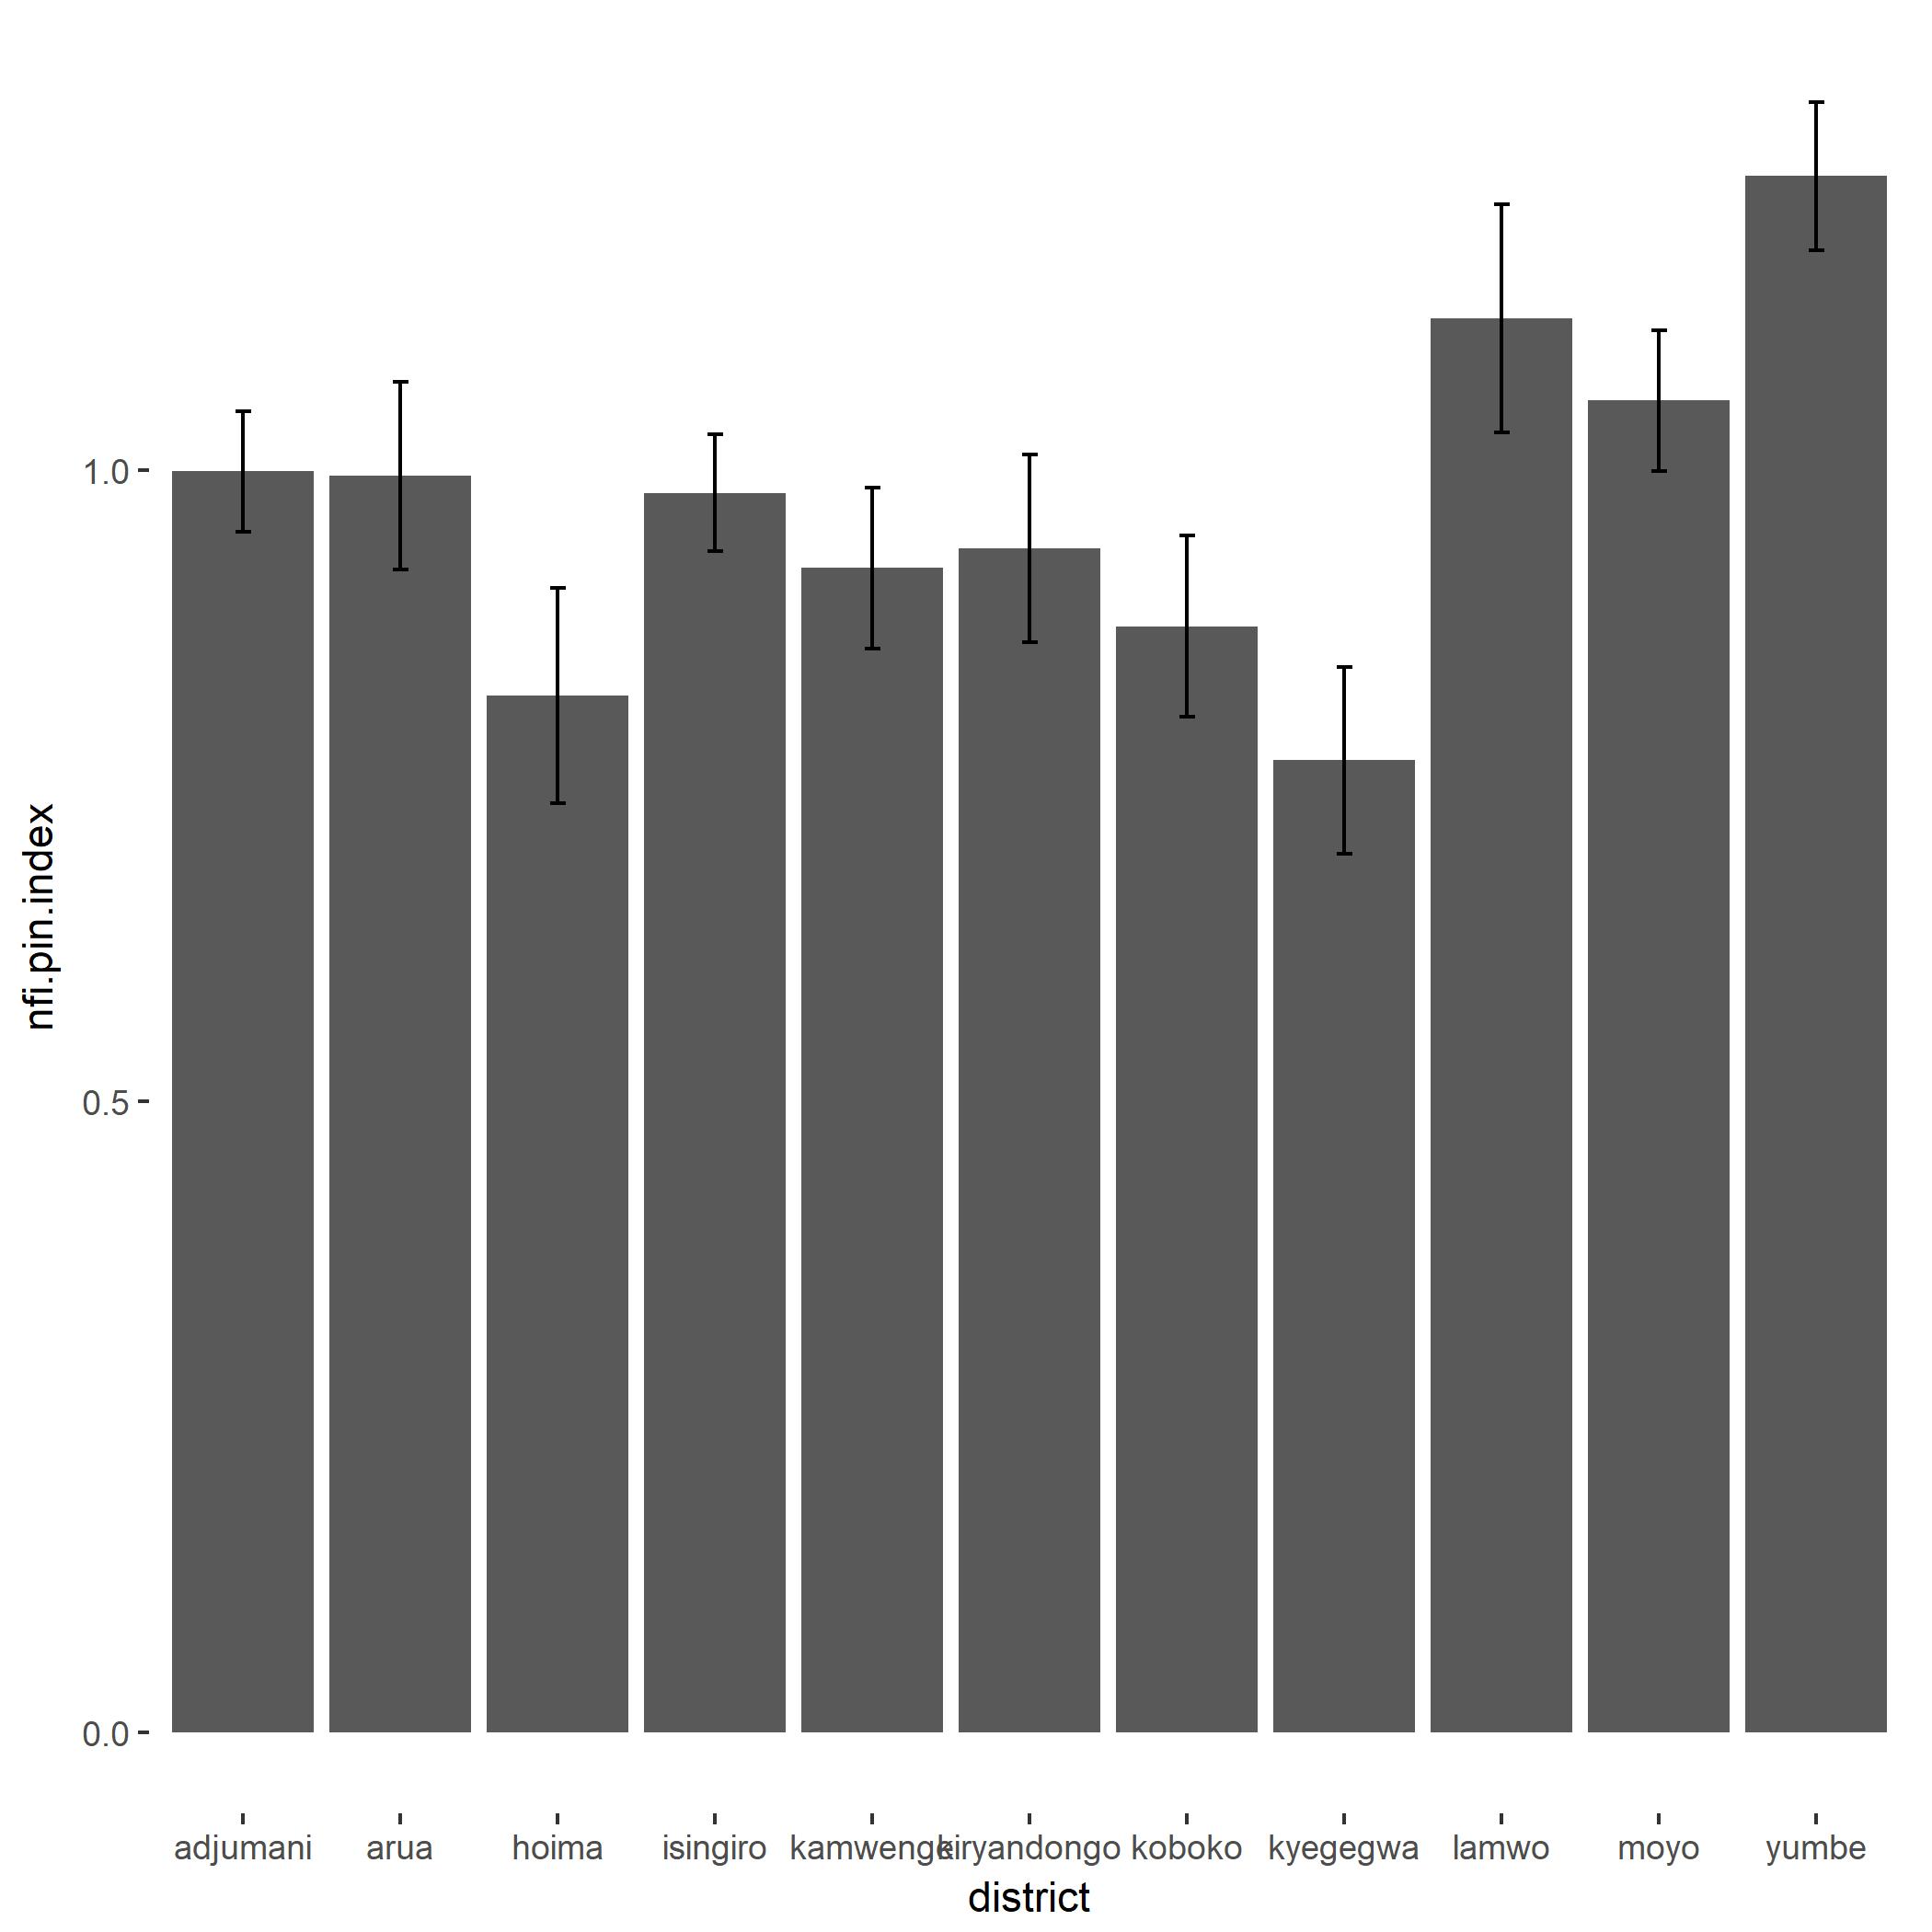 nfi.pin.index
1.0
0.5
0.0
adjumani arua hoima isingiro kamwenge kiryandongo koboko kyegegwa lamwo moyo yumbe
district